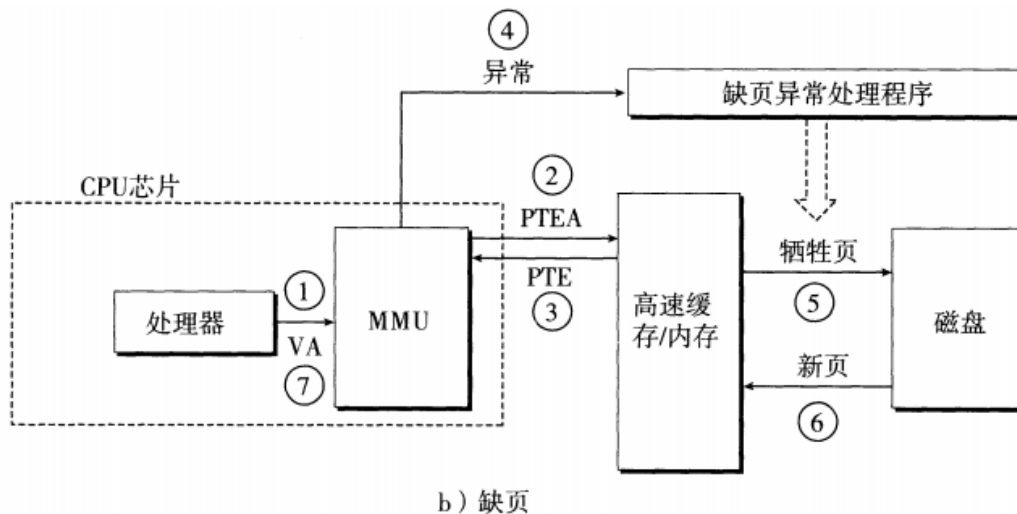 ④
异常
缺页异常处理程序
CPU芯片
②
PTEA
PTE
③
处理器
①
VA
⑦
MMU
高速缓
存/内存
牺牲页
⑤
新页
⑥
磁盘
b）缺页